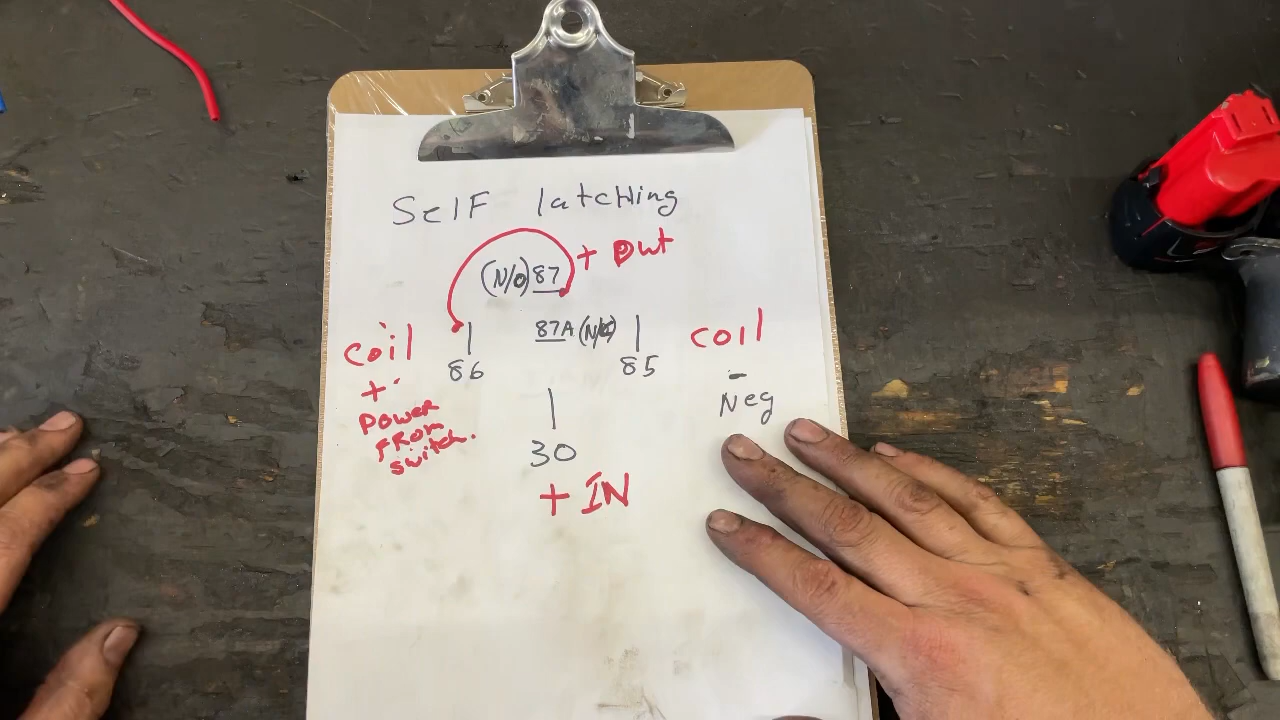 Self latching
(N/O) 87 + Out
coil 86 87A (N/C) 85 coil
+ - Neg
Power
From
switch.
30
+ IN